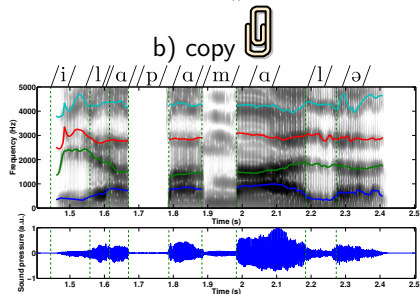 b) copy
/ i / l / ɑ / p / ɑ / m / ɑ / l / ə /
5000
4000
3000
2000
1000
0
Frequency (Hz)
1.5 1.6 1.7 1.8 1.9 2 2.1 2.2 2.3 2.4 2.5
Time (s)
1
0
-1
Sound pressure (a.u.)
1.5 1.6 1.7 1.8 1.9 2 2.1 2.2 2.3 2.4 2.5
Time (s)